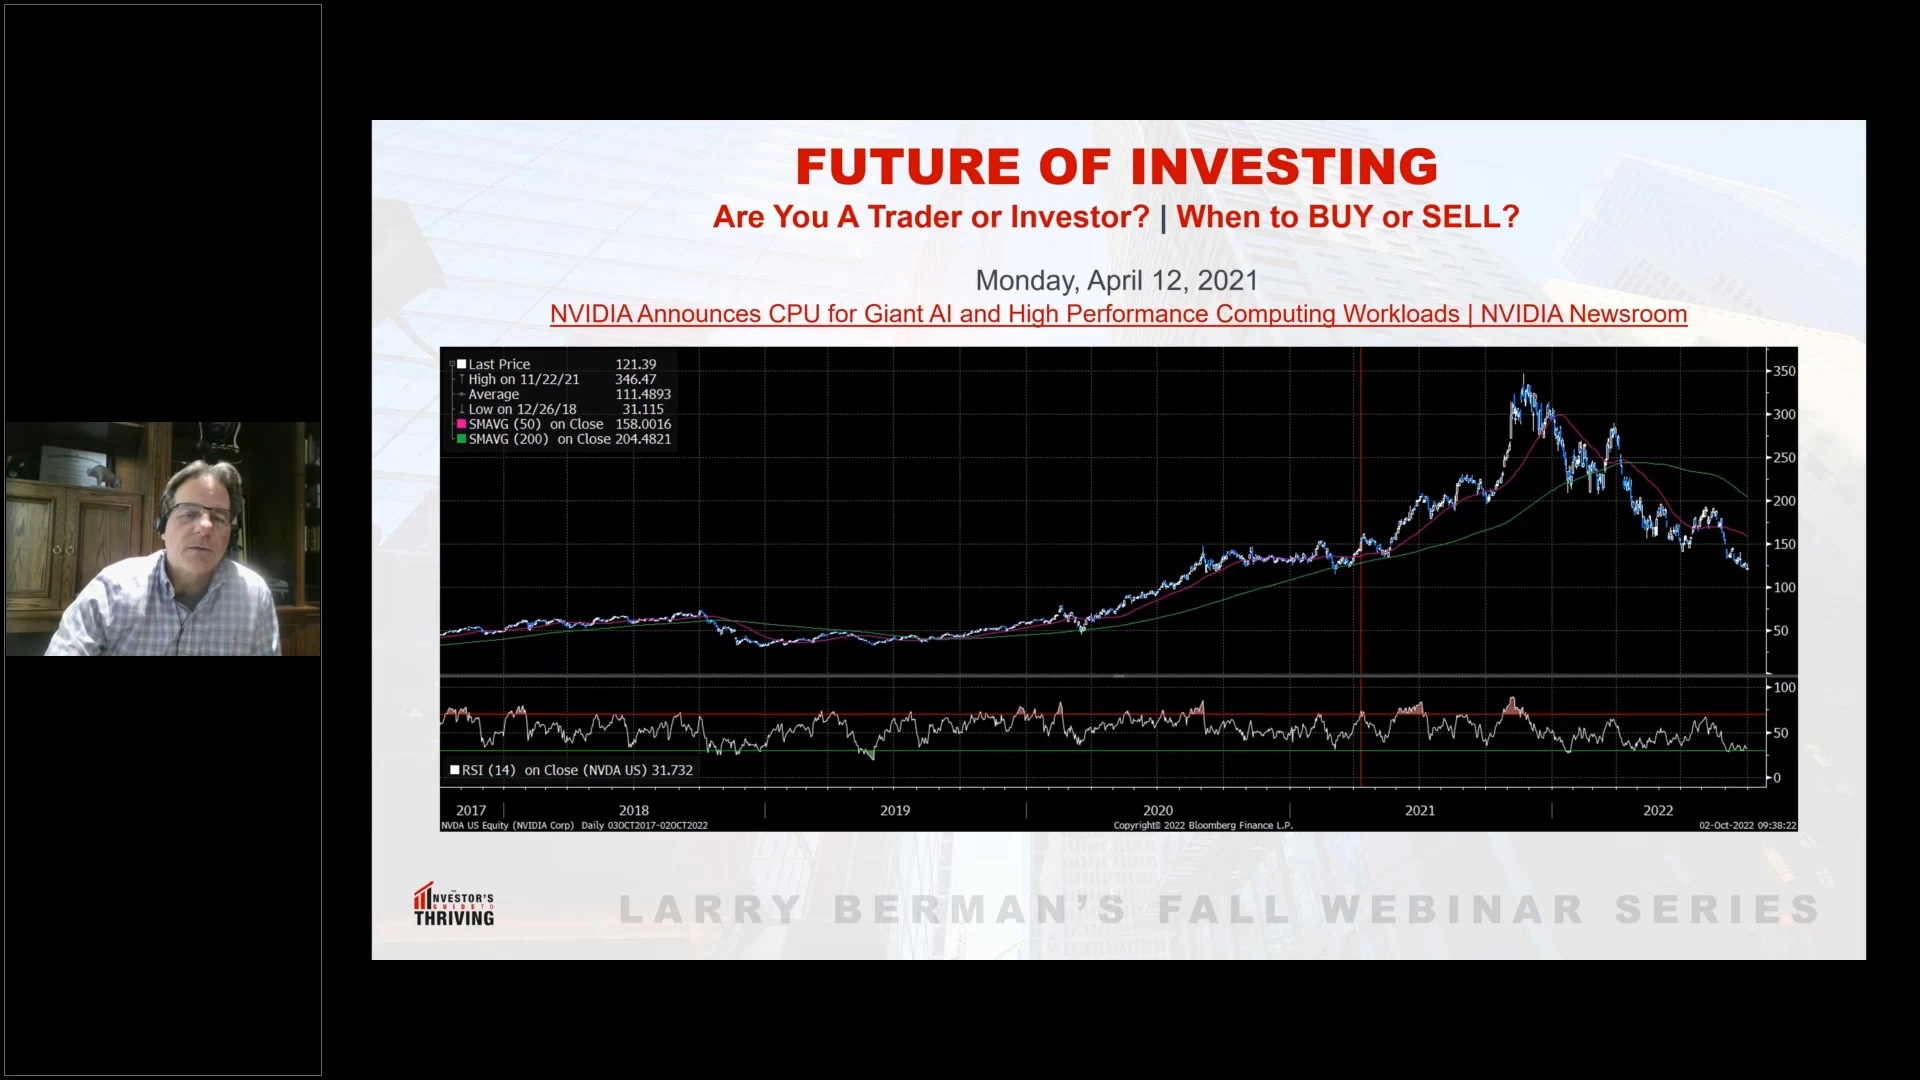 FUTURE OF INVESTING
Are You A Trader or Investor? | When to BUY or SELL?
Monday, April 12, 2021
NVIDIA Announces CPU for Giant AI and High Performance Computing Workloads | NVIDIA Newsroom
Last Price 121.39
High on 11/22/21 346.47
Average 111.4893
Low on 12/26/18 31.115
SMAVG (50) on Close 158.0016
SMAVG (200) on Close 204.4821
350
300
250
200
150
100
50
100
50
0
RSI (14) on Close (NVDA US) 31.732
2017 2018 2019 2020 2021 2022
NVDA US Equity (NVIDIA Corp) Daily 03OCT2017-02OCT2022 Copyright© 2022 Bloomberg Finance L.P. 02-Oct-2022 09:38:22
THE
INVESTOR'S
GUIDE TO
THRIVING
LARRY BERMAN'S FALL WEBINAR SERIES